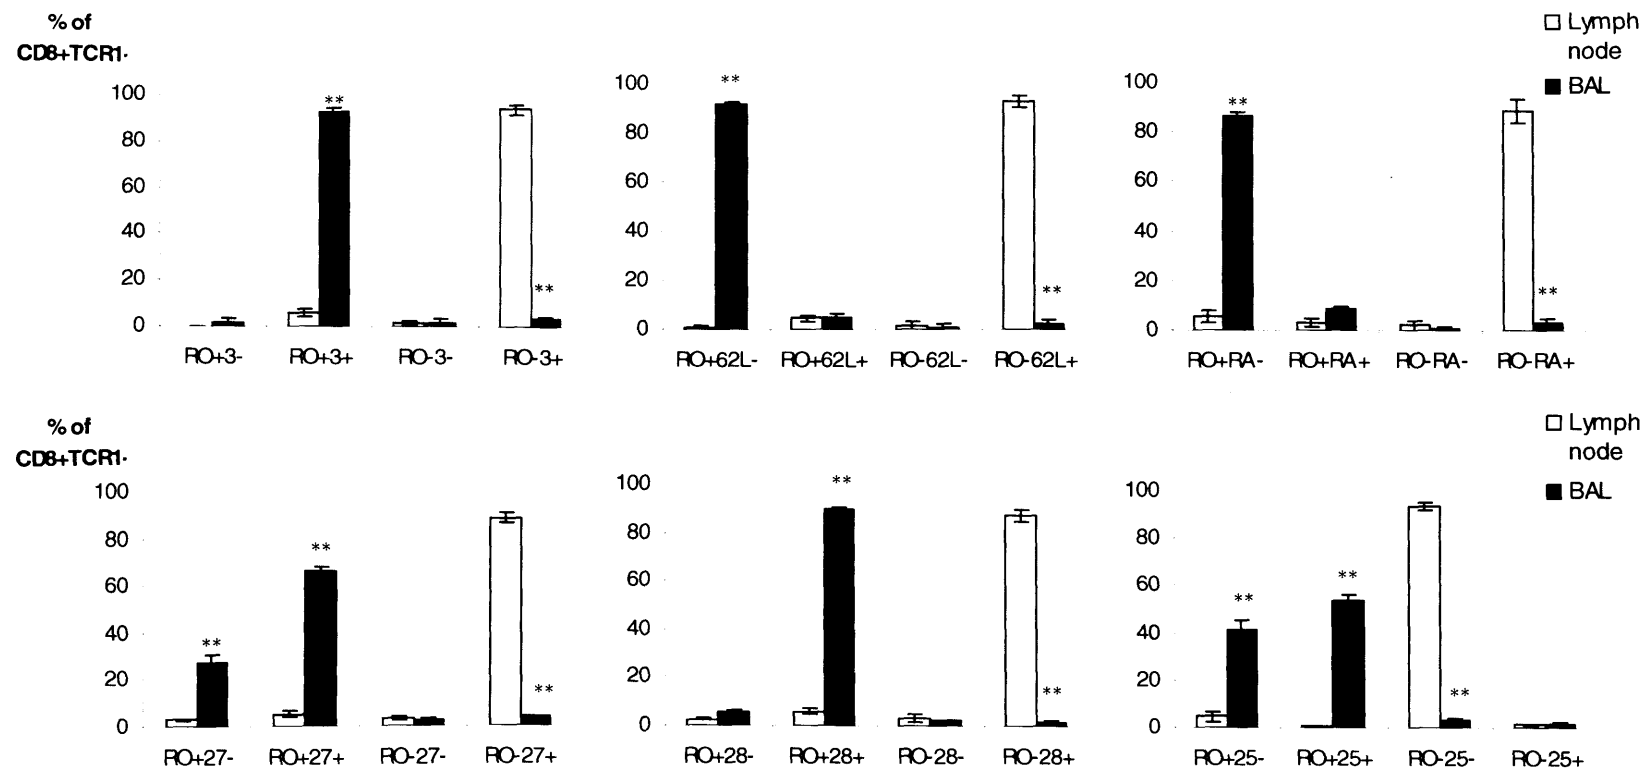 % of
CD8+TCR1-
Lymph
node
BAL
100
80
60
40
20
0
**
**
RO+3-
RO+3+
RO-3-
RO-3+
100
80
60
40
20
0
**
**
RO+62L-
RO+62L+
RO-62L-
RO-62L+
100
80
60
40
20
0
**
**
RO+RA-
RO+RA+
RO-RA-
RO-RA+
% of
CD8+TCR1-
Lymph
node
BAL
100
80
60
40
20
0
**
**
**
RO+27-
RO+27+
RO-27-
RO-27+
100
80
60
40
20
0
**
**
RO+28-
RO+28+
RO-28-
RO-28+
100
80
60
40
20
0
**
**
**
RO+25-
RO+25+
RO-25-
RO-25+